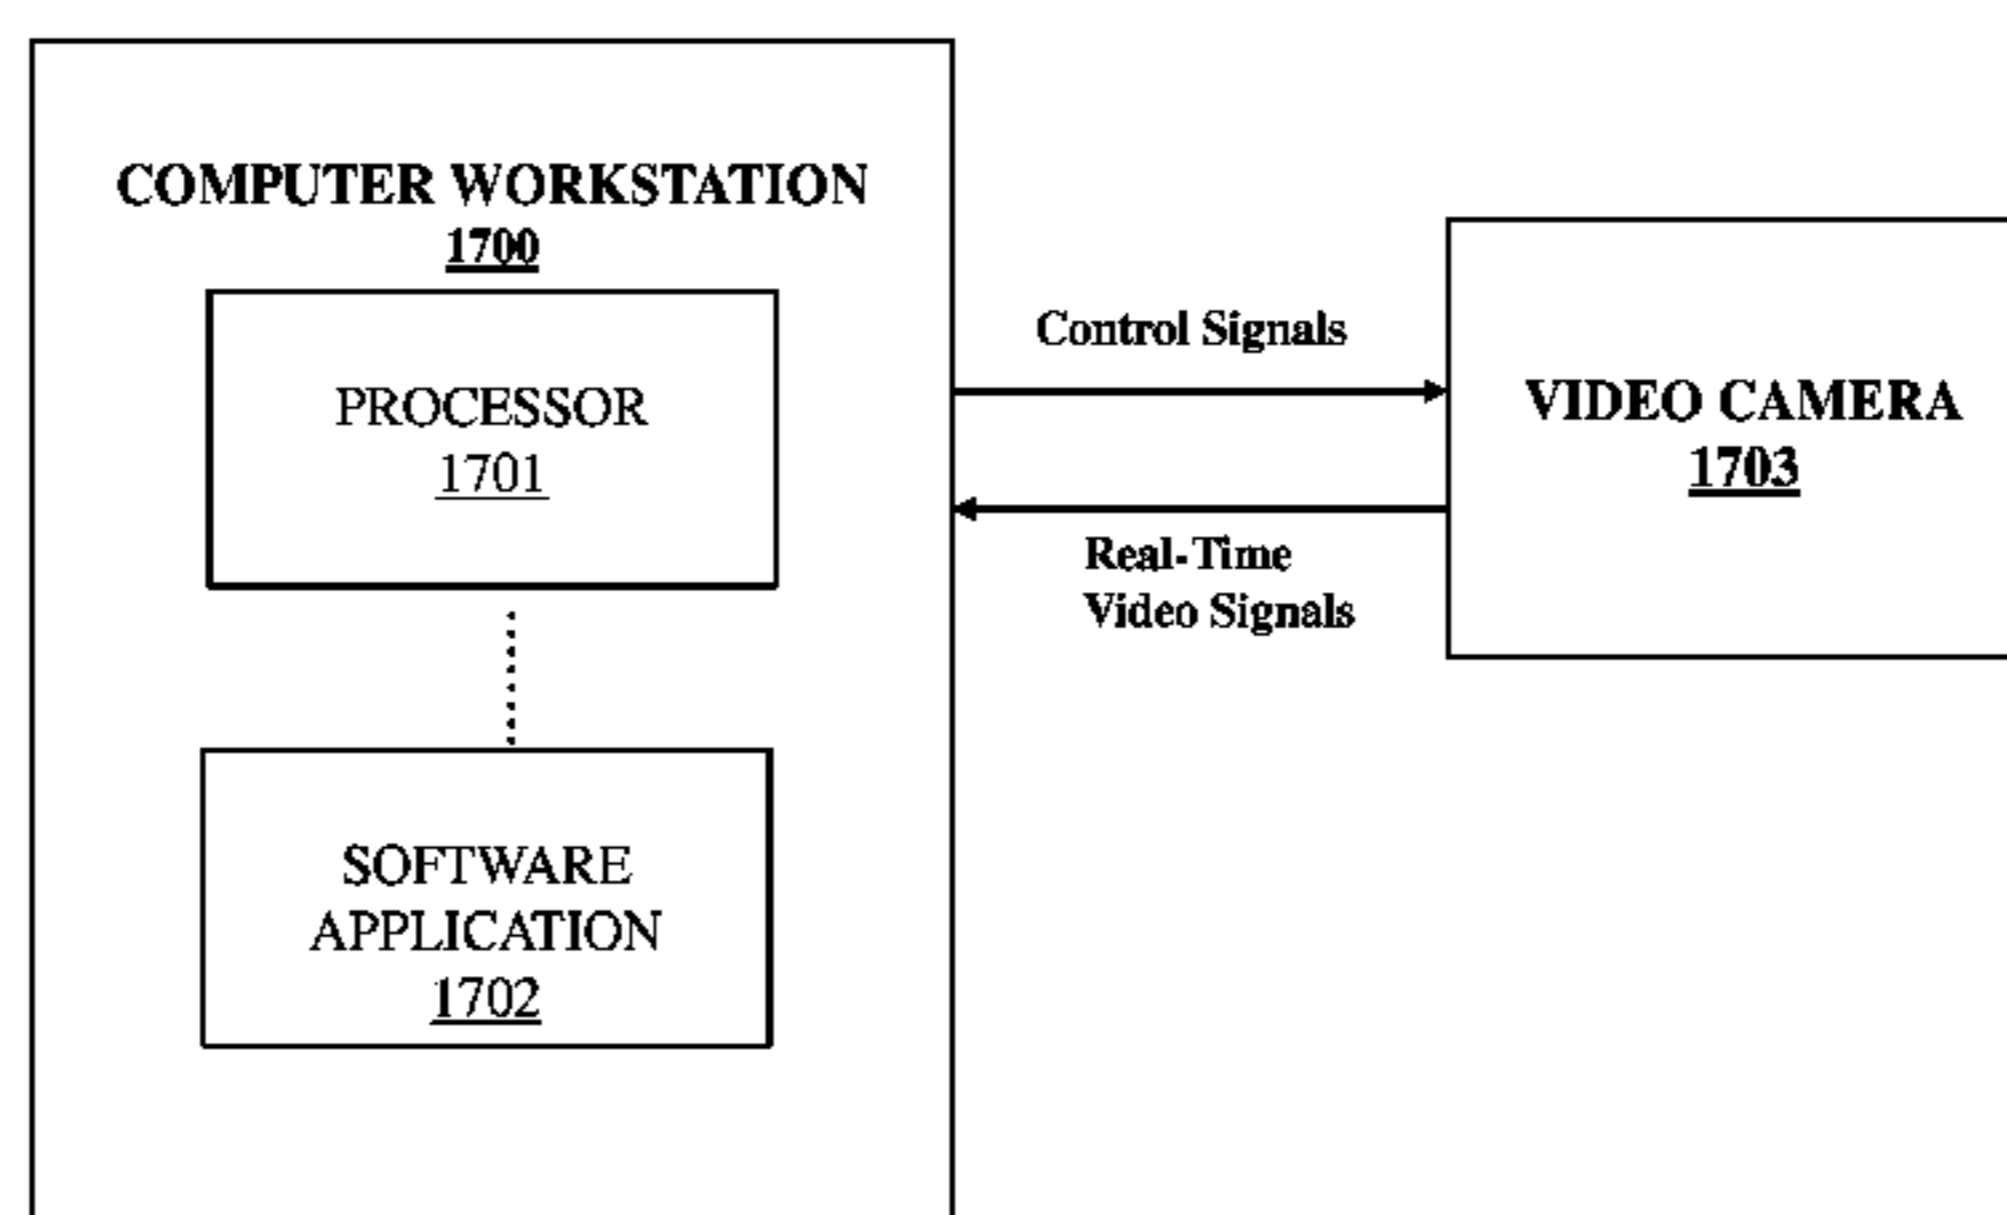 COMPUTER WORKSTATION
1700
PROCESSOR
1701
SOFTWARE
APPLICATION
1702
Control Signals
Real-Time
Video Signals
VIDEO CAMERA
1703